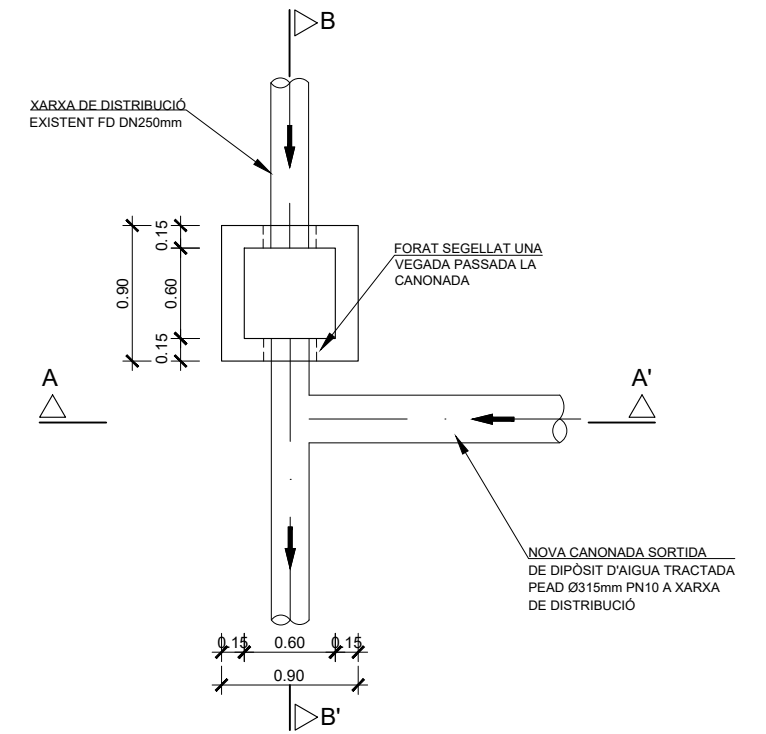 B
XARXA DE DISTRIBUCIÓ
EXISTENT FD DN250mm
0.15
0.60
0.90
0.15
FORAT SEGELLAT UNA
VEGADA PASSADA LA
CANONADA
A
A'
NOVA CANONADA SORTIDA
DE DIPÒSIT D'AIGUA TRACTADA
PEAD Ø315mm PN10 A XARXA
DE DISTRIBUCIÓ
0.15 0.60 0.15
0.90
B'